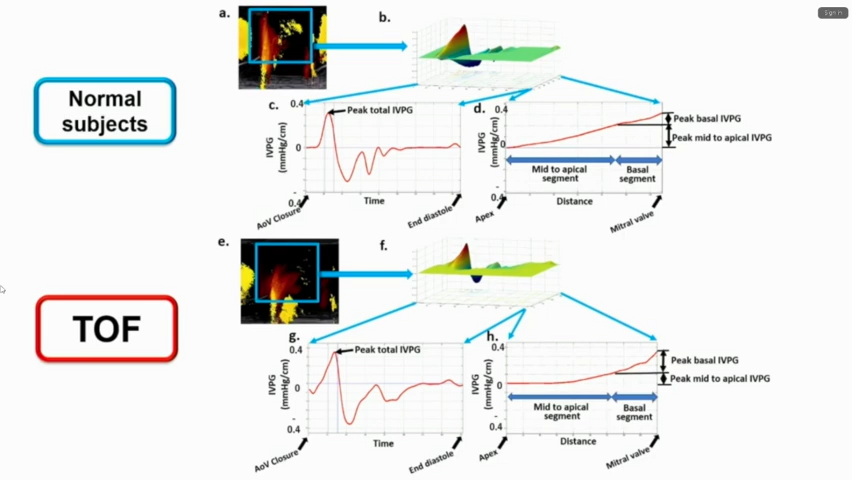 Sign in
a.
b.
Normal
subjects
c.
0.4
0
-
0.4
IVPG
(mmHg/cm)
Peak total IVPG
AoV Closure
Time
End diastole
d.
0.4
0
-
0.4
IVPG
(mmHg/cm)
Peak basal IVPG
Peak mid to apical IVPG
Mid to apical
segment
Basal
segment
Apex
Distance
Mitral valve
e.
f.
TOF
g.
0.4
0
-
0.4
IVPG
(mmHg/cm)
Peak total IVPG
AoV Closure
Time
End diastole
h.
0.4
0
-
0.4
IVPG
(mmHg/cm)
Peak basal IVPG
Peak mid to apical IVPG
Mid to apical
segment
Basal
segment
Apex
Distance
Mitral valve